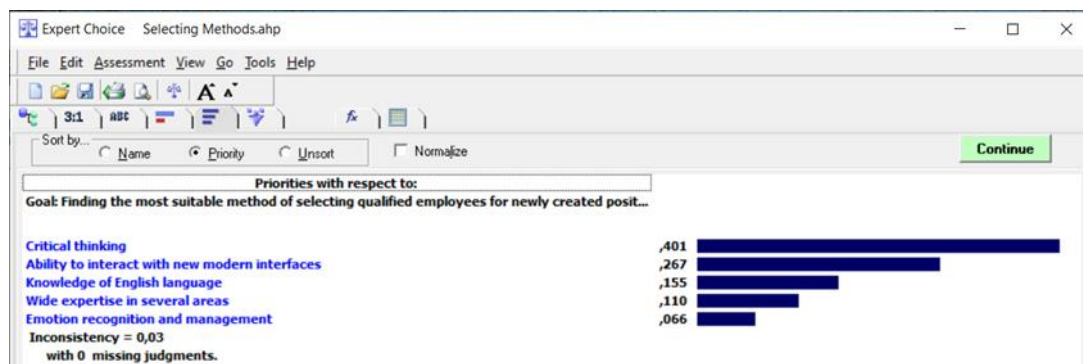 Expert Choice Selecting Methods.ahp
File Edit Assessment View Go Tools Help
A A
3:1 ABC fx
Sort by... Name Priority Unsort Normalize Continue
Priorities with respect to:
Goal: Finding the most suitable method of selecting qualified employees for newly created posit...
Critical thinking ,401
Ability to interact with new modern interfaces ,267
Knowledge of English language ,155
Wide expertise in several areas ,110
Emotion recognition and management ,066
Inconsistency = 0,03
with 0 missing judgments.